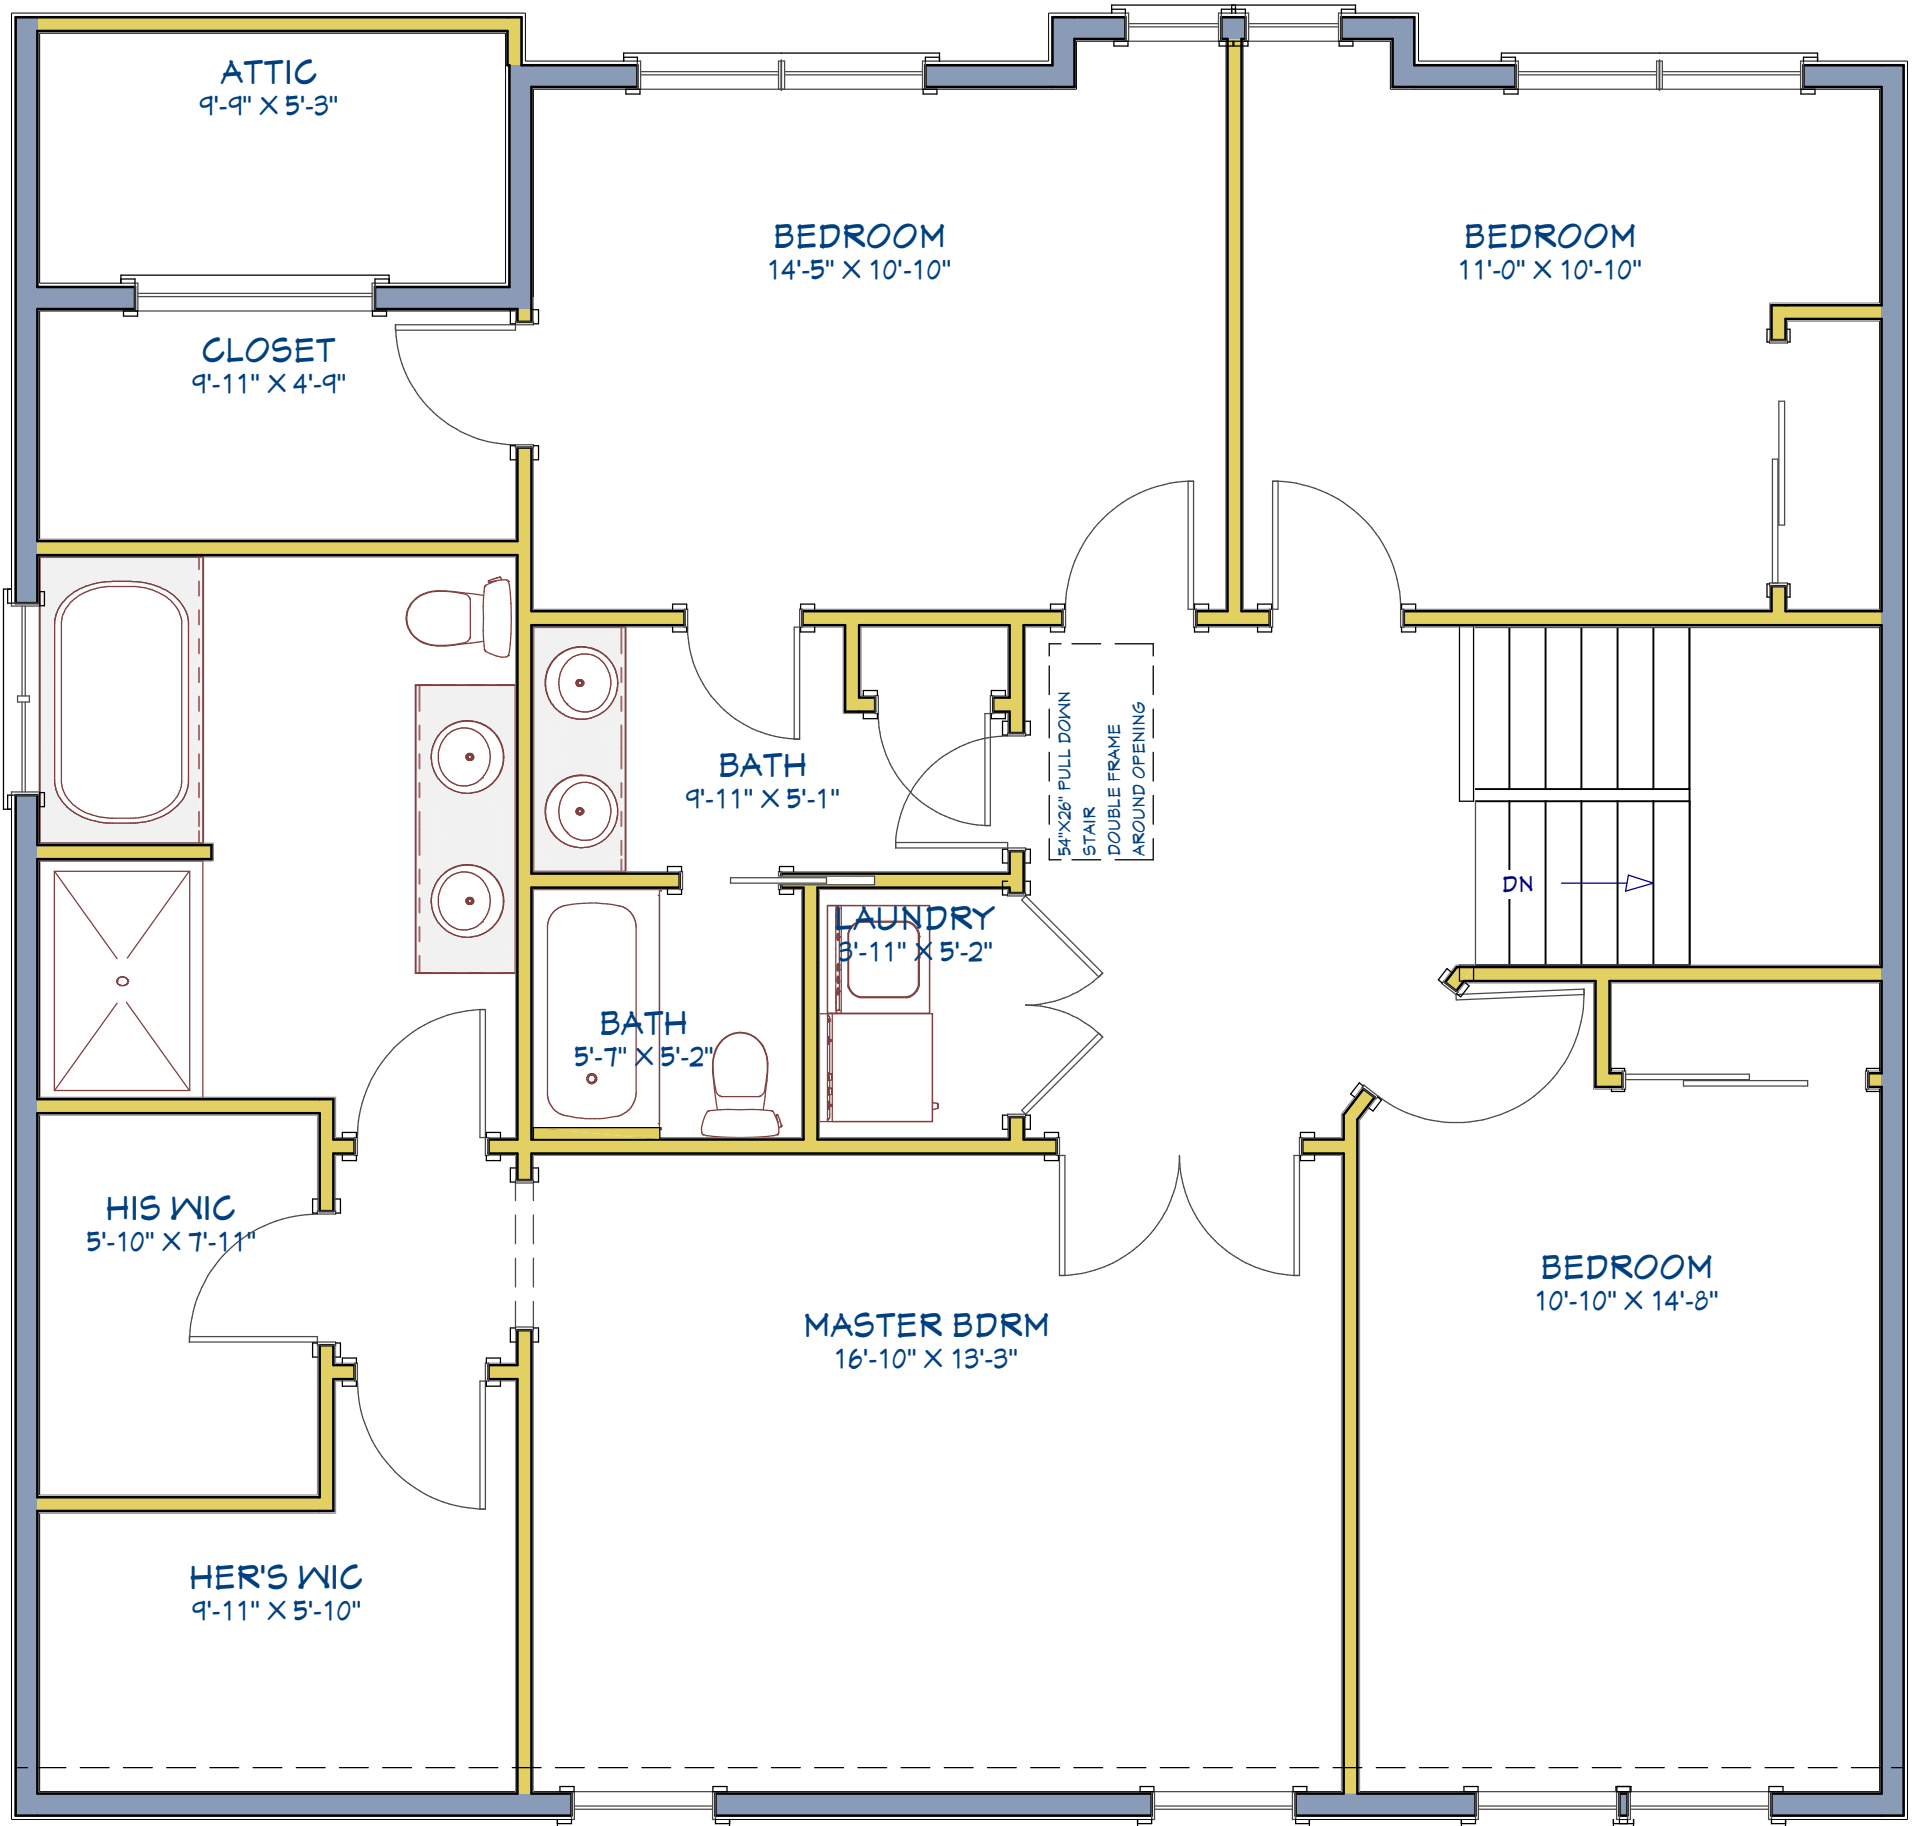 ATTIC
9'-9" X 5'-3"
BEDROOM
14'-5" X 10'-10"
BEDROOM
11'-0" X 10'-10"
CLOSET
9'-11" X 4'-9"
BATH
9'-11" X 5'-1"
54"X26" PULL DOWN
STAIR
DOUBLE FRAME
AROUND OPENING
DN
LAUNDRY
3'-11" X 5'-2"
BATH
5'-7" X 5'-2"
HIS WIC
5'-10" X 7'-11"
MASTER BDRM
16'-10" X 13'-3"
BEDROOM
10'-10" X 14'-8"
HER'S WIC
9'-11" X 5'-10"